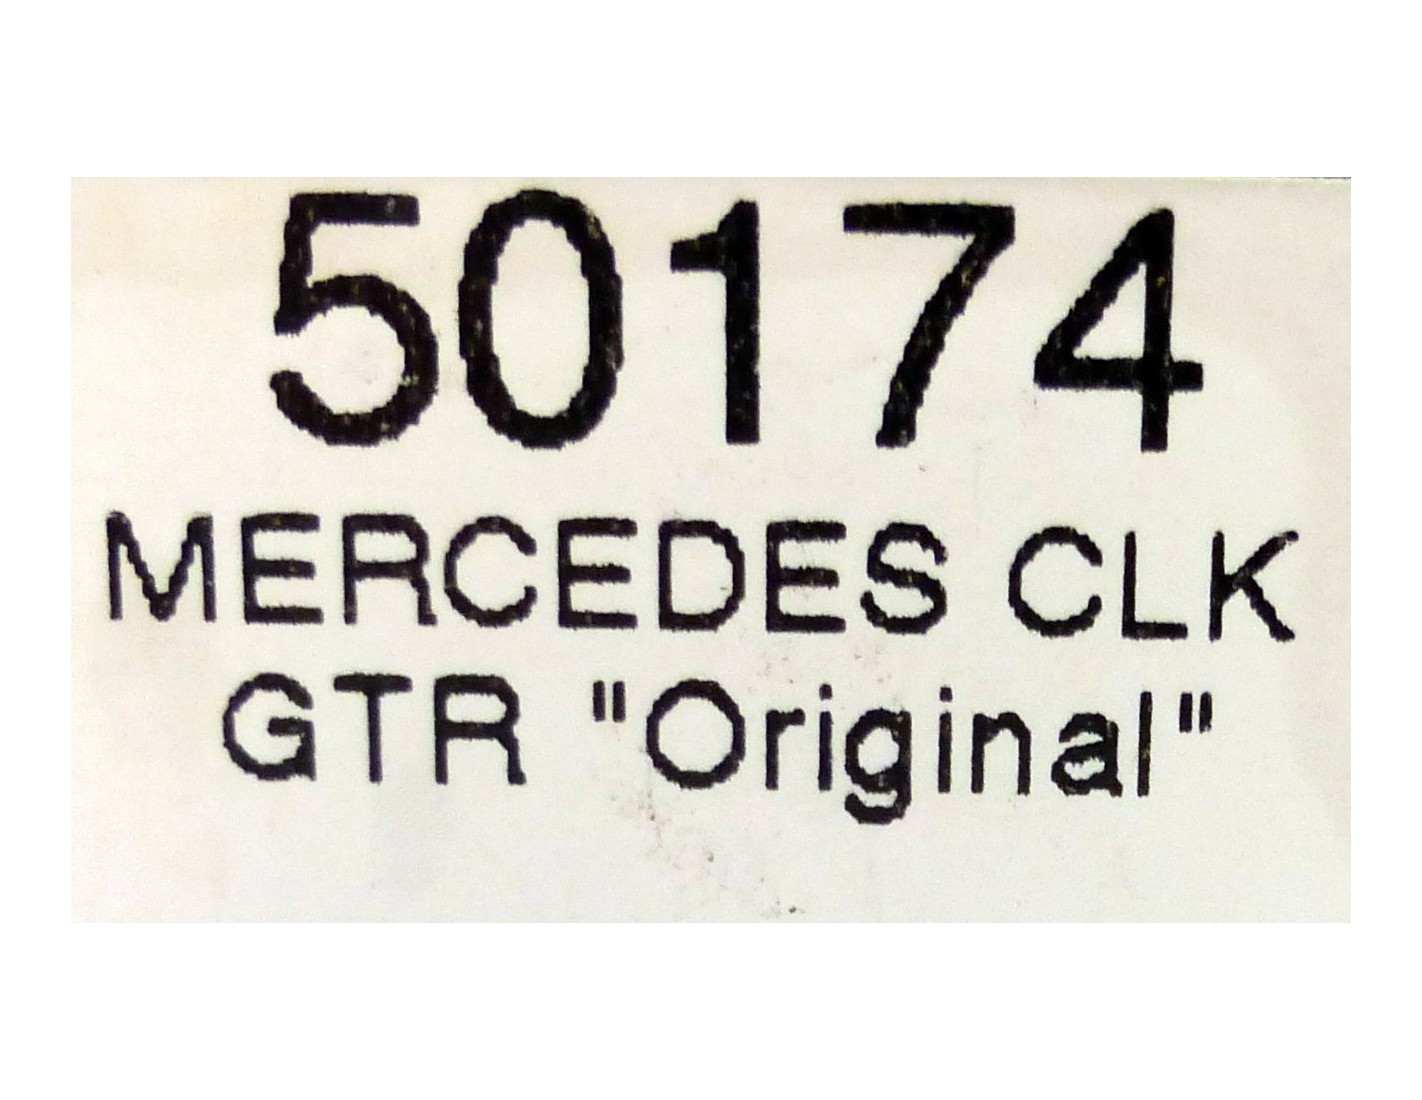 50174
MERCEDES CLK
GTR "Original"